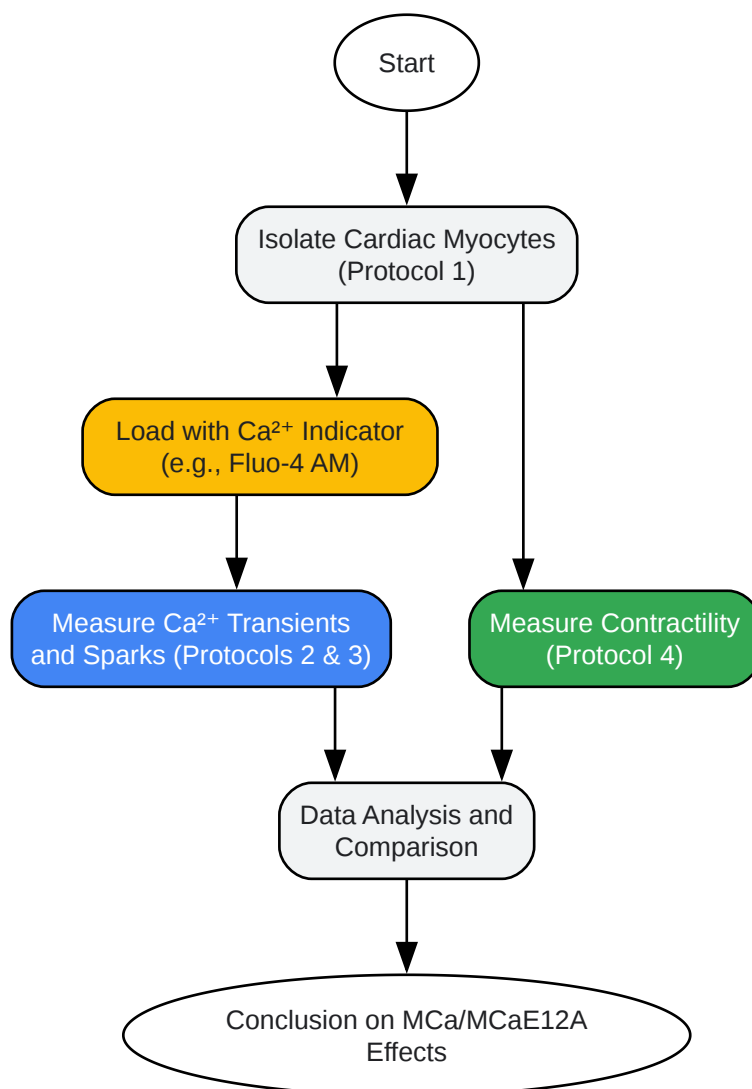 Start
Isolate Cardiac Myocytes
(Protocol 1)
Load with Ca²⁺ Indicator
(e.g., Fluo-4 AM)
Measure Ca²⁺ Transients
and Sparks (Protocols 2 & 3)
Measure Contractility
(Protocol 4)
Data Analysis and
Comparison
Conclusion on MCa/MCaE12A
Effects